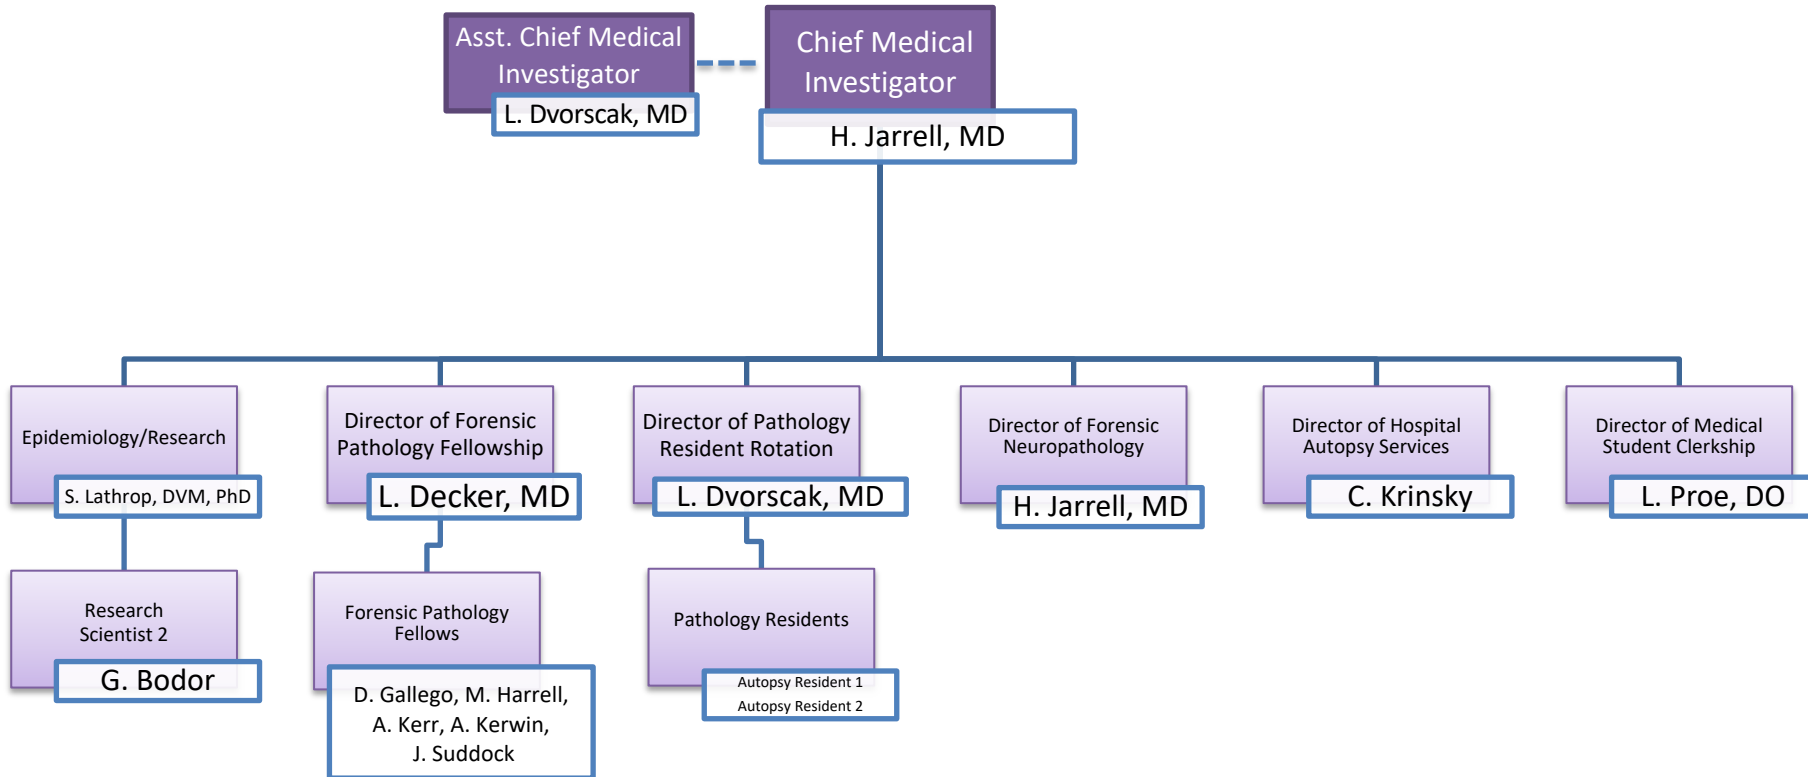 Asst. Chief Medical
Investigator
L. Dvorscak, MD
Chief Medical
Investigator
H. Jarrell, MD
Epidemiology/Research
S. Lathrop, DVM, PhD
Director of Forensic
Pathology Fellowship
L. Decker, MD
Director of Pathology
Resident Rotation
L. Dvorscak, MD
Director of Forensic
Neuropathology
H. Jarrell, MD
Director of Hospital
Autopsy Services
C. Krinsky
Director of Medical
Student Clerkship
L. Proe, DO
Research
Scientist 2
G. Bodor
Forensic Pathology
Fellows
D. Gallego, M. Harrell,
A. Kerr, A. Kerwin,
J. Suddock
Pathology Residents
Autopsy Resident 1
Autopsy Resident 2